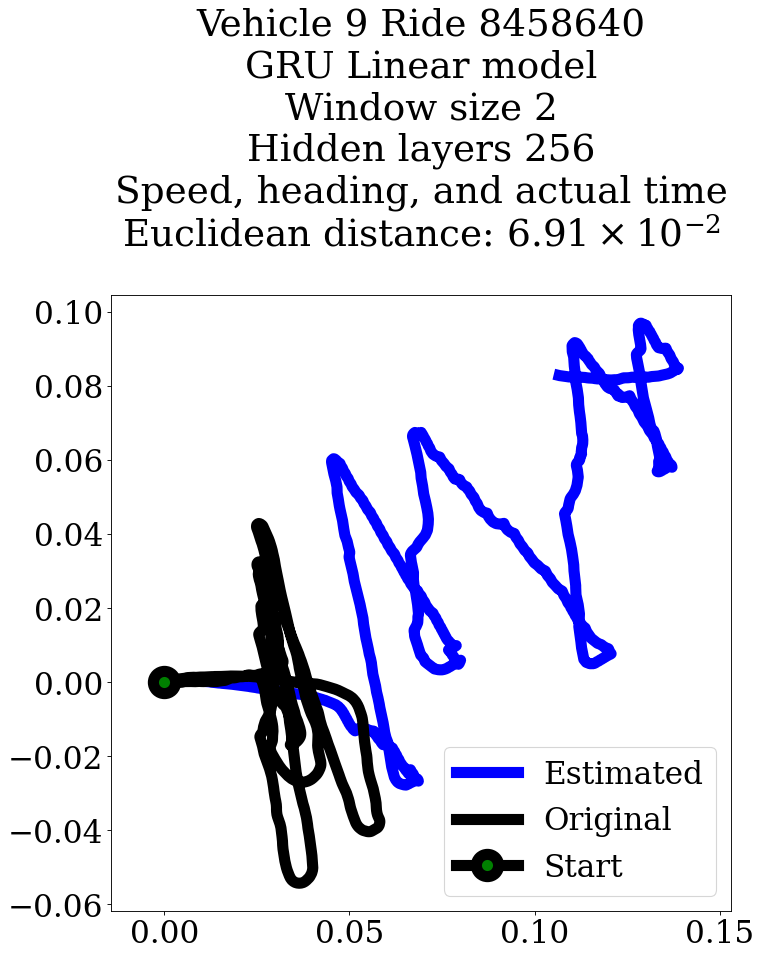 Vehicle 9 Ride 8458640
GRU Linear model
Window size 2
Hidden layers 256
Speed, heading, and actual time
Euclidean distance: 6.91 × 10⁻²
0.10
0.08
0.06
0.04
0.02
0.00
−0.02
−0.04
−0.06
Estimated
Original
Start
0.00 0.05 0.10 0.15